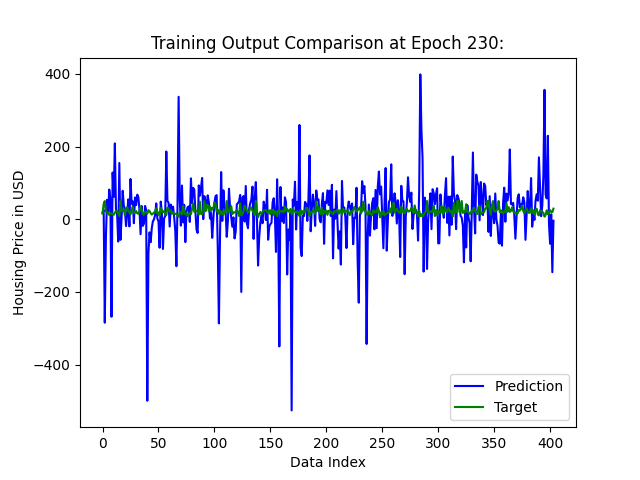 Training Output Comparison at Epoch 230:
400
200
0
−200
−400
Housing Price in USD
0 50 100 150 200 250 300 350 400
Data Index
Prediction
Target